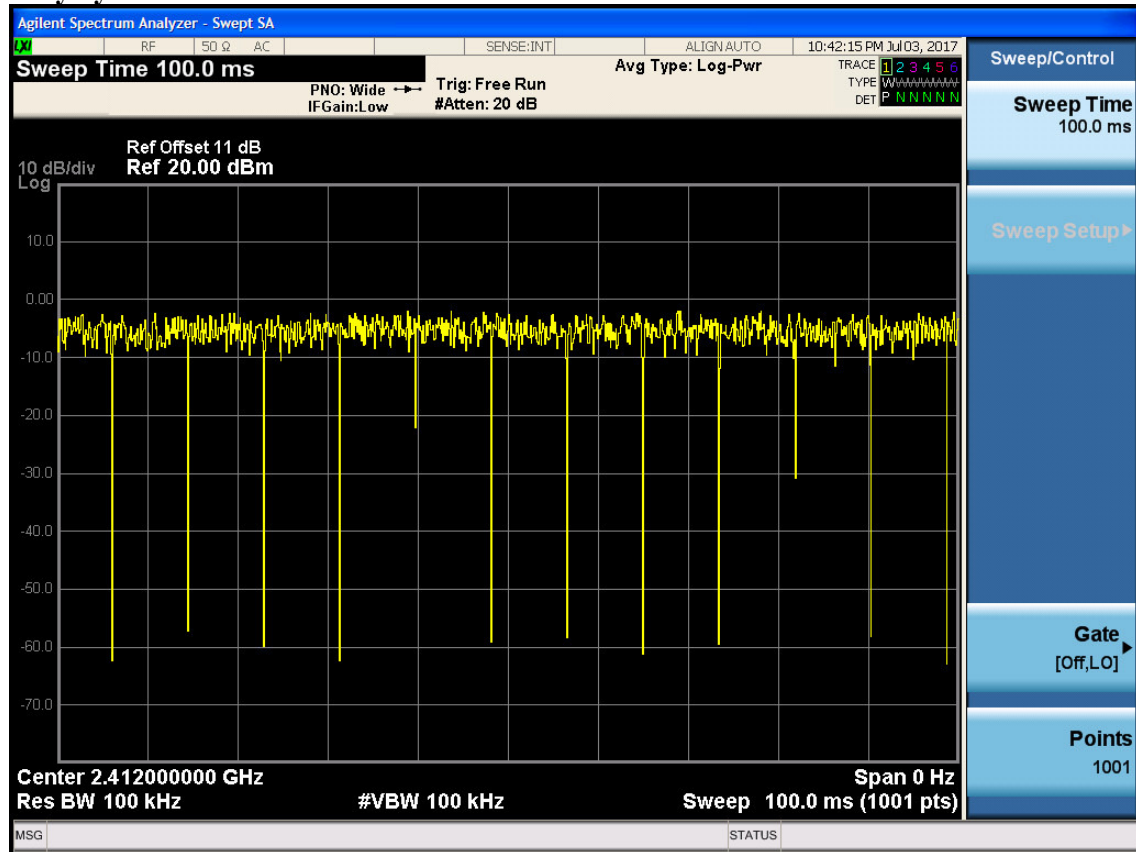 Agilent Spectrum Analyzer - Swept SA
LXI RF 50 Ω AC SENSE:INT ALIGN AUTO 10:42:15 PM Jul 03, 2017
Sweep Time 100.0 ms
PNO: Wide
IFGain:Low
Trig: Free Run
#Atten: 20 dB
Avg Type: Log-Pwr
TRACE 1 2 3 4 5 6
TYPE WWWWWW
DET P N N N N N
Ref Offset 11 dB
10 dB/div Ref 20.00 dBm
Log
10.0
0.00
-10.0
-20.0
-30.0
-40.0
-50.0
-60.0
-70.0
Center 2.412000000 GHz Span 0 Hz
Res BW 100 kHz #VBW 100 kHz Sweep 100.0 ms (1001 pts)
MSG STATUS
Sweep/Control
Sweep Time
100.0 ms
Sweep Setup
Gate
[Off,LO]
Points
1001